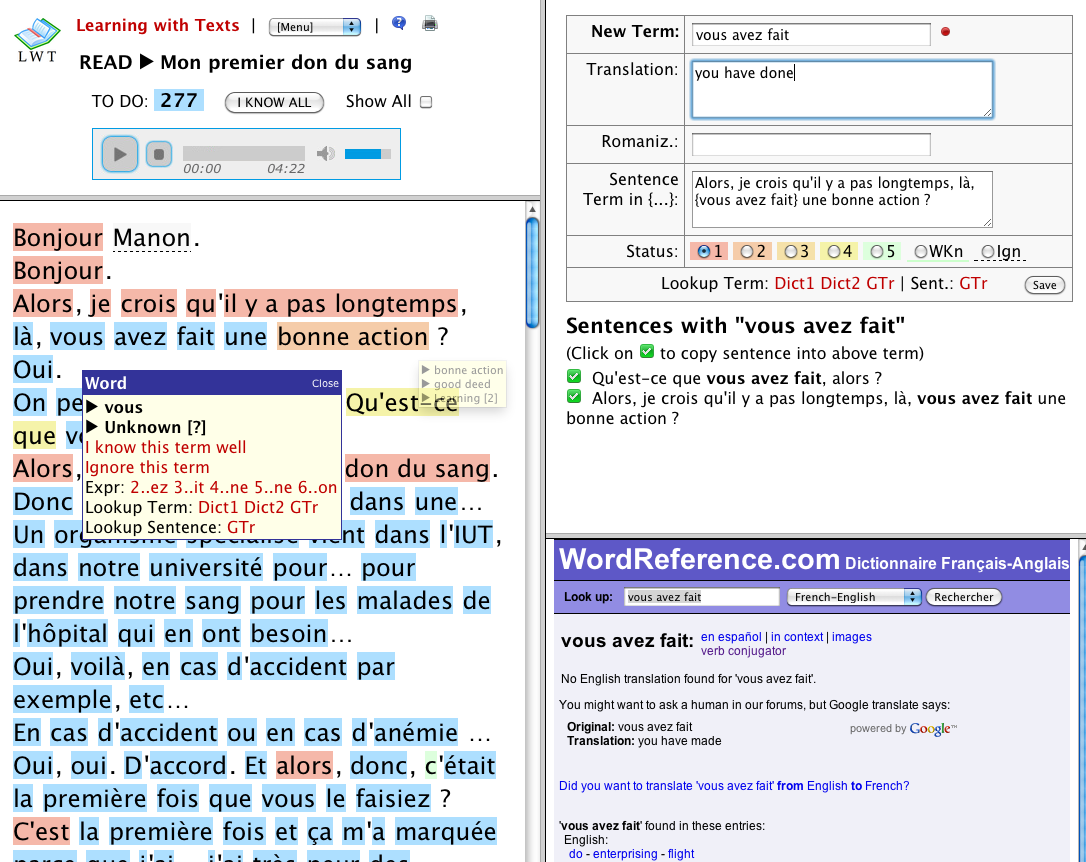 LWT
Learning with Texts | [Menu] | ?
READ ▶ Mon premier don du sang
TO DO: 277 I KNOW ALL Show All
00:00 04:22
Bonjour Manon.
Bonjour.
Alors, je crois qu'il y a pas longtemps,
là, vous avez fait une bonne action ?
Oui.
▶ bonne action
▶ good deed
▶ Learning [2]
On pe
Qu'est-ce
que vo
Alors,
don du sang.
Donc
dans une...
Un organisme spécialisé vient dans l'IUT,
dans notre université pour... pour
prendre notre sang pour les malades de
l'hôpital qui en ont besoin...
Oui, voilà, en cas d'accident par
exemple, etc...
En cas d'accident ou en cas d'anémie ...
Oui, oui. D'accord. Et alors, donc, c'était
la première fois que vous le faisiez ?
C'est la première fois et ça m'a marquée
parce que j'ai... j'ai très peur des
Word Close
▶ vous
▶ Unknown [?]
I know this term well
Ignore this term
Expr: 2..ez 3..it 4..ne 5..ne 6..on
Lookup Term: Dict1 Dict2 GTr
Lookup Sentence: GTr
New Term: vous avez fait
Translation: you have done
Romaniz.:
Sentence
Term in {...}:
Alors, je crois qu'il y a pas longtemps, là,
{vous avez fait} une bonne action ?
Status: 1 2 3 4 5 WKn Ign
Lookup Term: Dict1 Dict2 GTr | Sent.: GTr Save
Sentences with "vous avez fait"
(Click on ✓ to copy sentence into above term)
Qu'est-ce que vous avez fait, alors ?
Alors, je crois qu'il y a pas longtemps, là, vous avez fait une
bonne action ?
WordReference.com Dictionnaire Français-Anglais
Look up: vous avez fait French-English Rechercher
vous avez fait: en español | in context | images
verb conjugator
No English translation found for 'vous avez fait'.
You might want to ask a human in our forums, but Google translate says:
Original: vous avez fait
Translation: you have made
powered by Google™
Did you want to translate 'vous avez fait' from English to French?
'vous avez fait' found in these entries:
English:
do - enterprising - flight